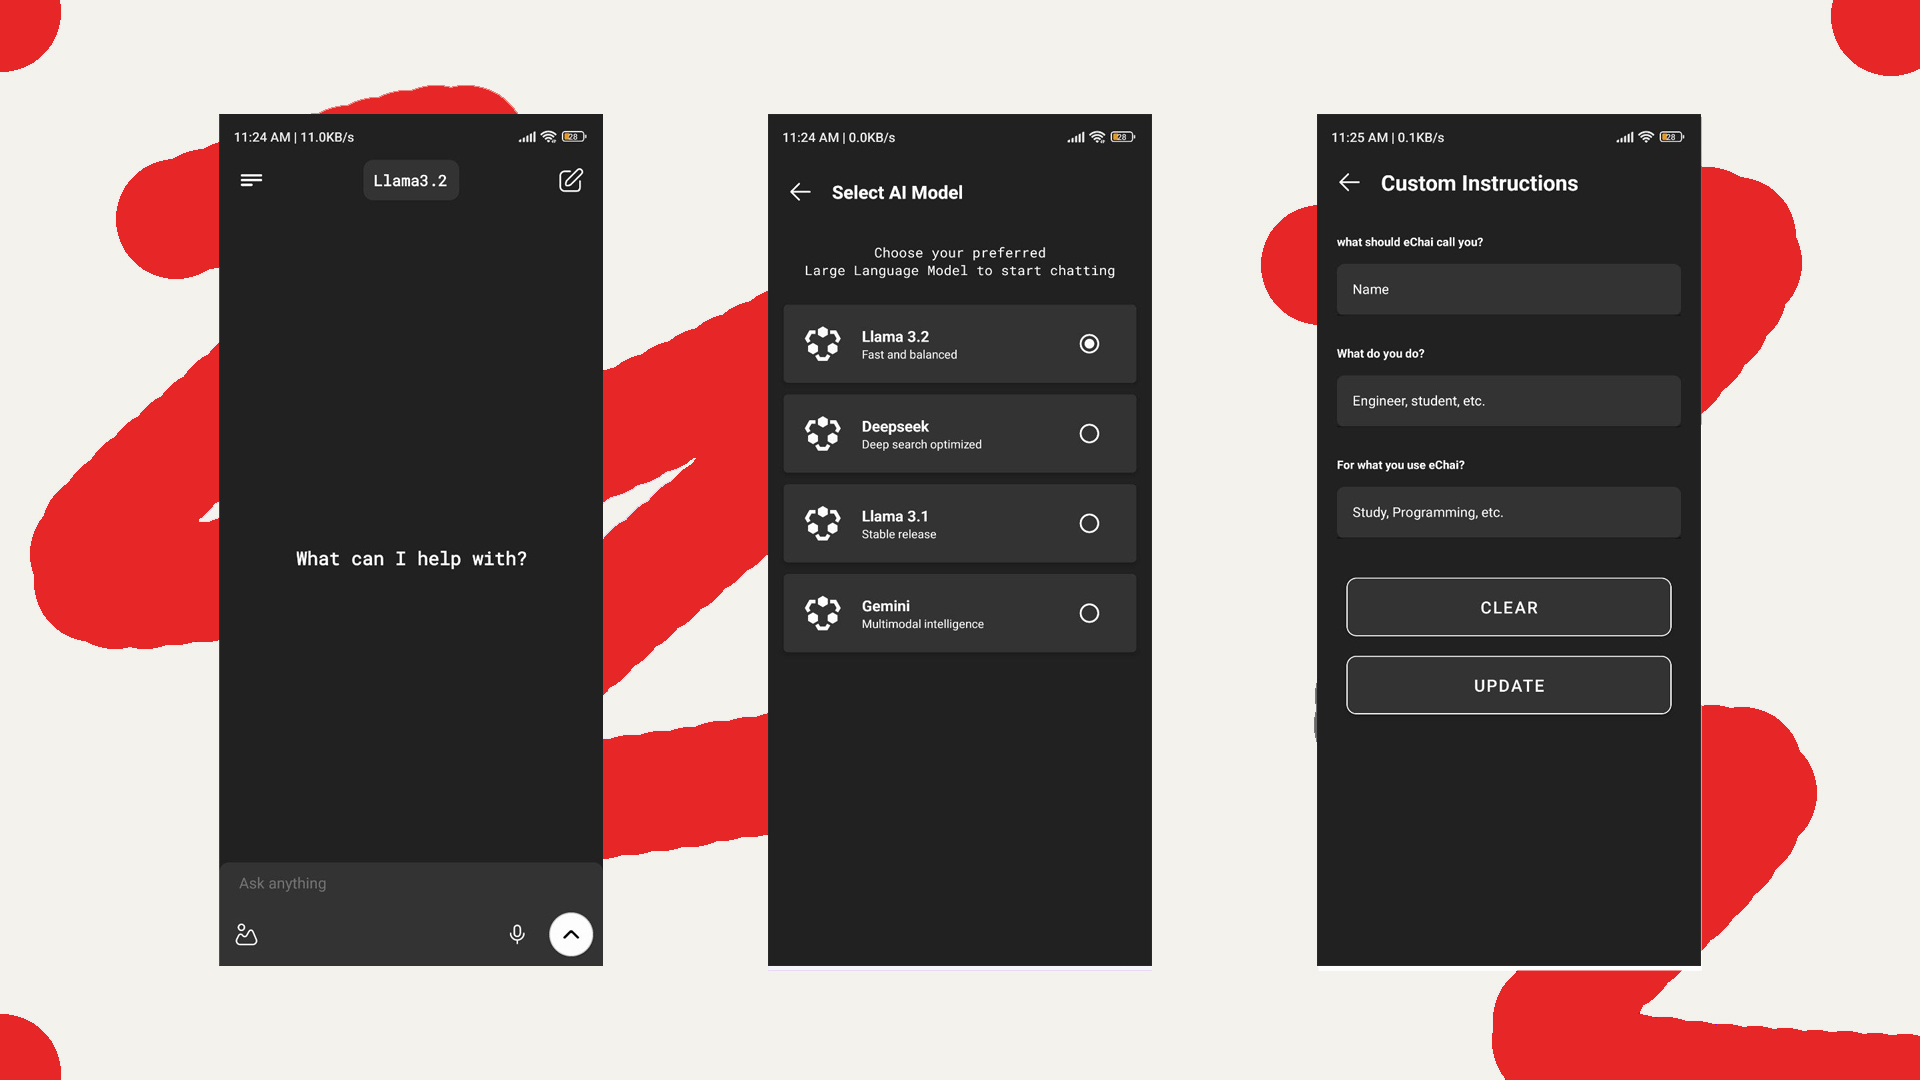 11:24 AM | 11.0KB/s
28
Llama3.2
What can I help with?
Ask anything
11:24 AM | 0.0KB/s
28
Select AI Model
Choose your preferred
Large Language Model to start chatting
Llama 3.2
Fast and balanced
Deepseek
Deep search optimized
Llama 3.1
Stable release
Gemini
Multimodal intelligence
11:25 AM | 0.1KB/s
28
Custom Instructions
what should eChai call you?
Name
What do you do?
Engineer, student, etc.
For what you use eChai?
Study, Programming, etc.
CLEAR
UPDATE